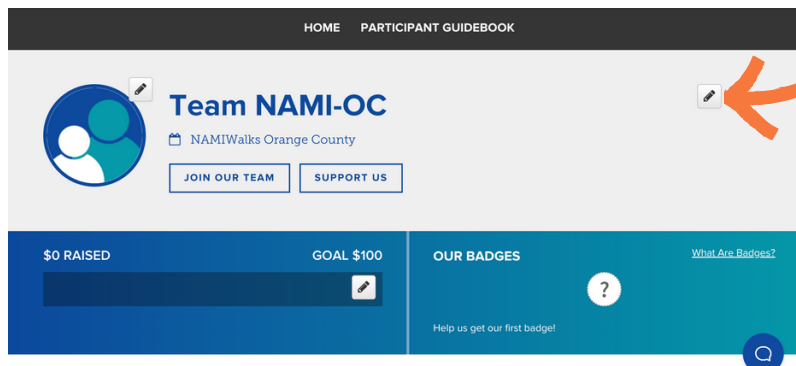 HOME PARTICIPANT GUIDEBOOK
Team NAMI-OC
NAMIWalks Orange County
JOIN OUR TEAM SUPPORT US
$0 RAISED GOAL $100
OUR BADGES What Are Badges?
?
Help us get our first badge!